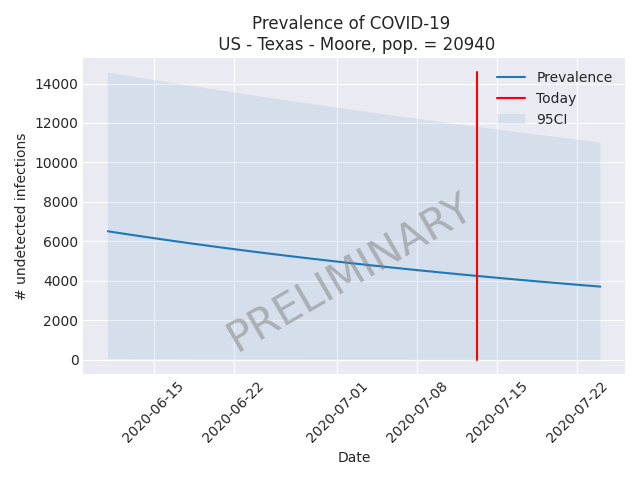 Prevalence of COVID-19
US - Texas - Moore, pop. = 20940
Prevalence
Today
95CI
# undetected infections
14000
12000
10000
8000
6000
4000
2000
0
PRELIMINARY
2020-06-15
2020-06-22
2020-07-01
2020-07-08
2020-07-15
2020-07-22
Date